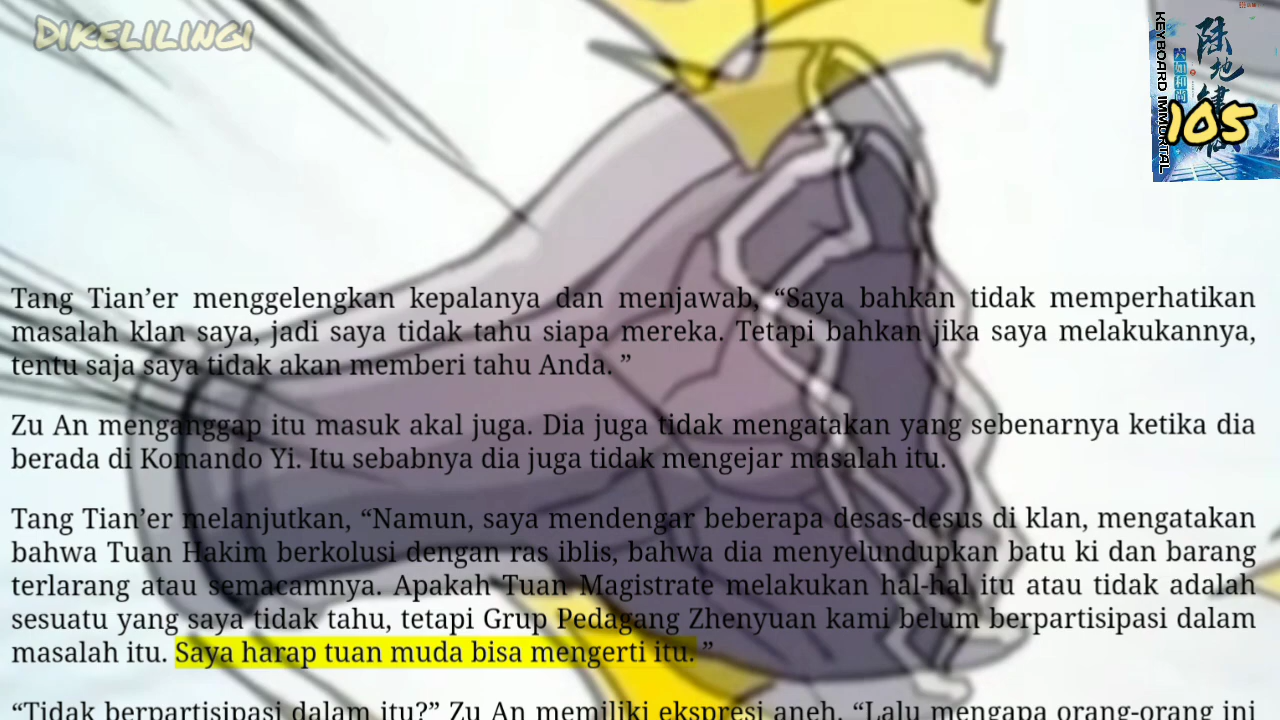 DIKELILINGI
KEYBOARD IMMORTAL
陆地键仙
105
Tang Tian’er menggelengkan kepalanya dan menjawab, “Saya bahkan tidak memperhatikan
masalah klan saya, jadi saya tidak tahu siapa mereka. Tetapi bahkan jika saya melakukannya,
tentu saja saya tidak akan memberi tahu Anda. ”
Zu An menganggap itu masuk akal juga. Dia juga tidak mengatakan yang sebenarnya ketika dia
berada di Komando Yi. Itu sebabnya dia juga tidak mengejar masalah itu.
Tang Tian’er melanjutkan, “Namun, saya mendengar beberapa desas-desus di klan, mengatakan
bahwa Tuan Hakim berkolusi dengan ras iblis, bahwa dia menyelundupkan batu ki dan barang
terlarang atau semacamnya. Apakah Tuan Magistrate melakukan hal-hal itu atau tidak adalah
sesuatu yang saya tidak tahu, tetapi Grup Pedagang Zhenyuan kami belum berpartisipasi dalam
masalah itu. Saya harap tuan muda bisa mengerti itu. ”
“Tidak berpartisipasi dalam itu?” Zu An memiliki ekspresi aneh. “Lalu mengapa orang-orang ini